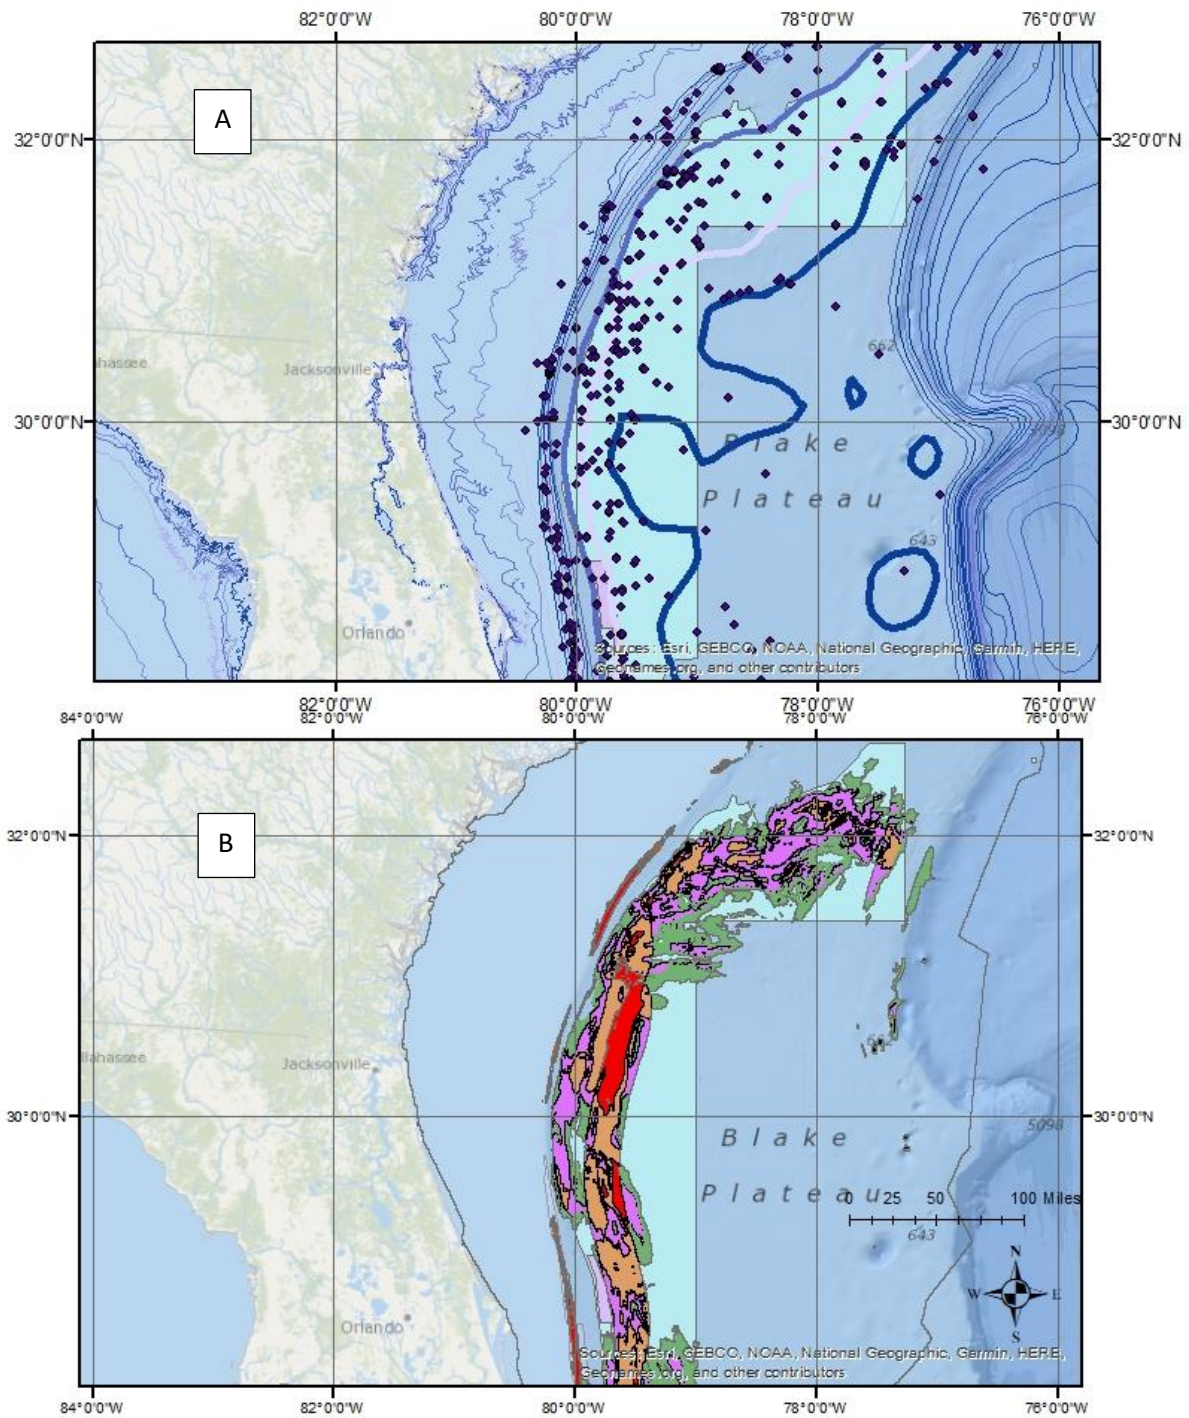 82°0'0"W 80°0'0"W 78°0'0"W 76°0'0"W
A
32°0'0"N 32°0'0"N
662
hassee Jacksonville
30°0'0"N 30°0'0"N
Blake
Plateau
643
Orlando
Sources: Esri, GEBCO, NOAA, National Geographic, Garmin, HERE,
Geonames.org, and other contributors
82°0'0"W 80°0'0"W 78°0'0"W 76°0'0"W
84°0'0"W 82°0'0"W 80°0'0"W 78°0'0"W 76°0'0"W
B
32°0'0"N 32°0'0"N
662
llahassee Jacksonville
30°0'0"N 30°0'0"N
5098
Blake
Plateau
0 25 50 100 Miles
643
N
W E
S
Orlando
Sources: Esri, GEBCO, NOAA, National Geographic, Garmin, HERE,
Geonames.org, and other contributors
84°0'0"W 82°0'0"W 80°0'0"W 78°0'0"W 76°0'0"W